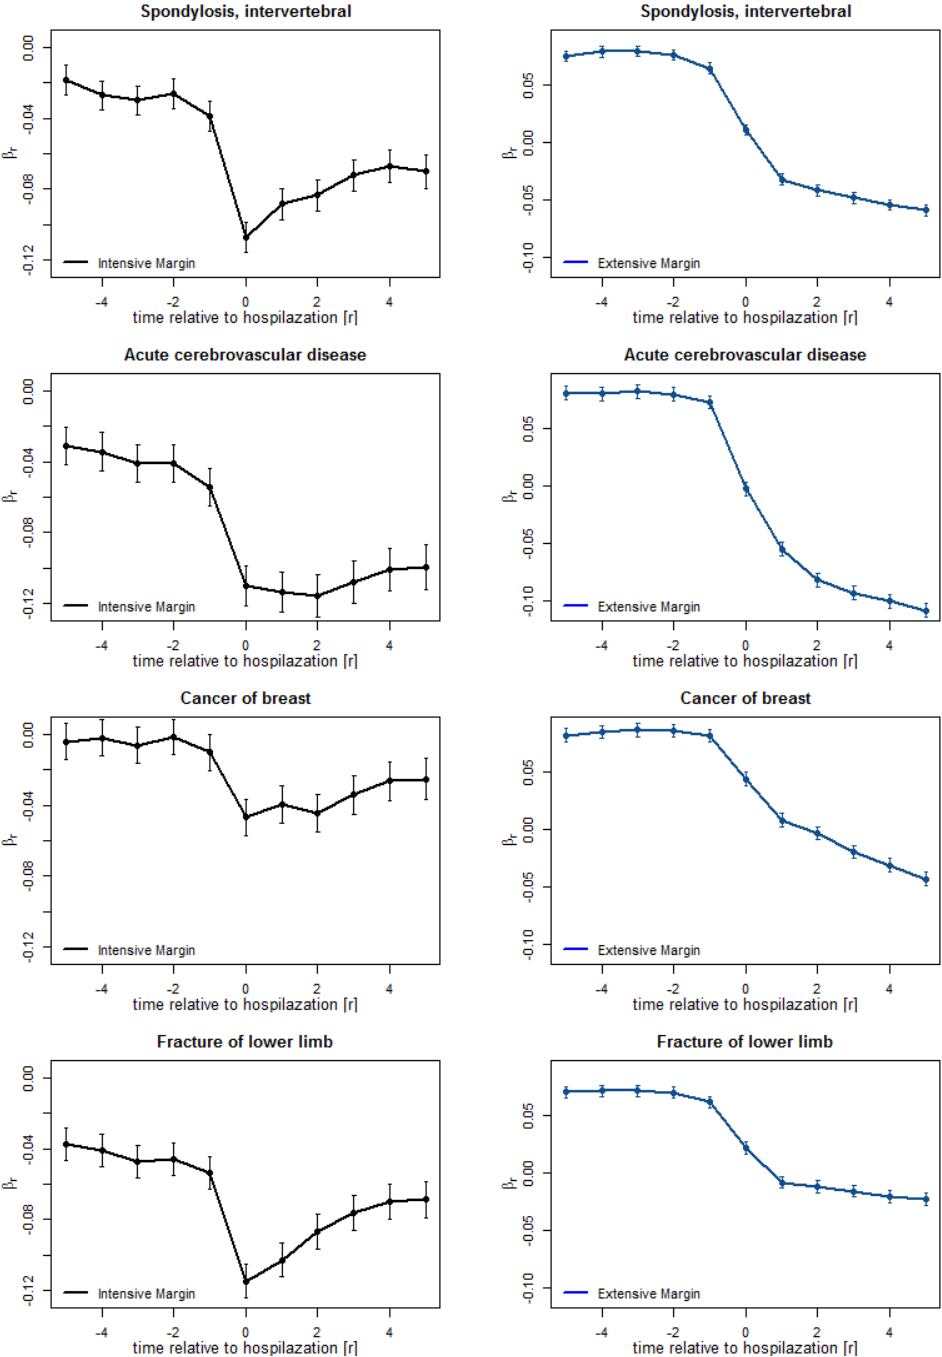 Spondylosis, intervertebral
0.00
-0.04
-0.08
-0.12
βr
Intensive Margin
-4 -2 0 2 4
time relative to hospilazation [r]
Spondylosis, intervertebral
0.05
0.00
-0.05
-0.10
βr
Extensive Margin
-4 -2 0 2 4
time relative to hospilazation [r]
Acute cerebrovascular disease
0.00
-0.04
-0.08
-0.12
βr
Intensive Margin
-4 -2 0 2 4
time relative to hospilazation [r]
Acute cerebrovascular disease
0.05
0.00
-0.05
-0.10
βr
Extensive Margin
-4 -2 0 2 4
time relative to hospilazation [r]
Cancer of breast
0.00
-0.04
-0.08
-0.12
βr
Intensive Margin
-4 -2 0 2 4
time relative to hospilazation [r]
Cancer of breast
0.05
0.00
-0.05
-0.10
βr
Extensive Margin
-4 -2 0 2 4
time relative to hospilazation [r]
Fracture of lower limb
0.00
-0.04
-0.08
-0.12
βr
Intensive Margin
-4 -2 0 2 4
time relative to hospilazation [r]
Fracture of lower limb
0.05
0.00
-0.05
-0.10
βr
Extensive Margin
-4 -2 0 2 4
time relative to hospilazation [r]